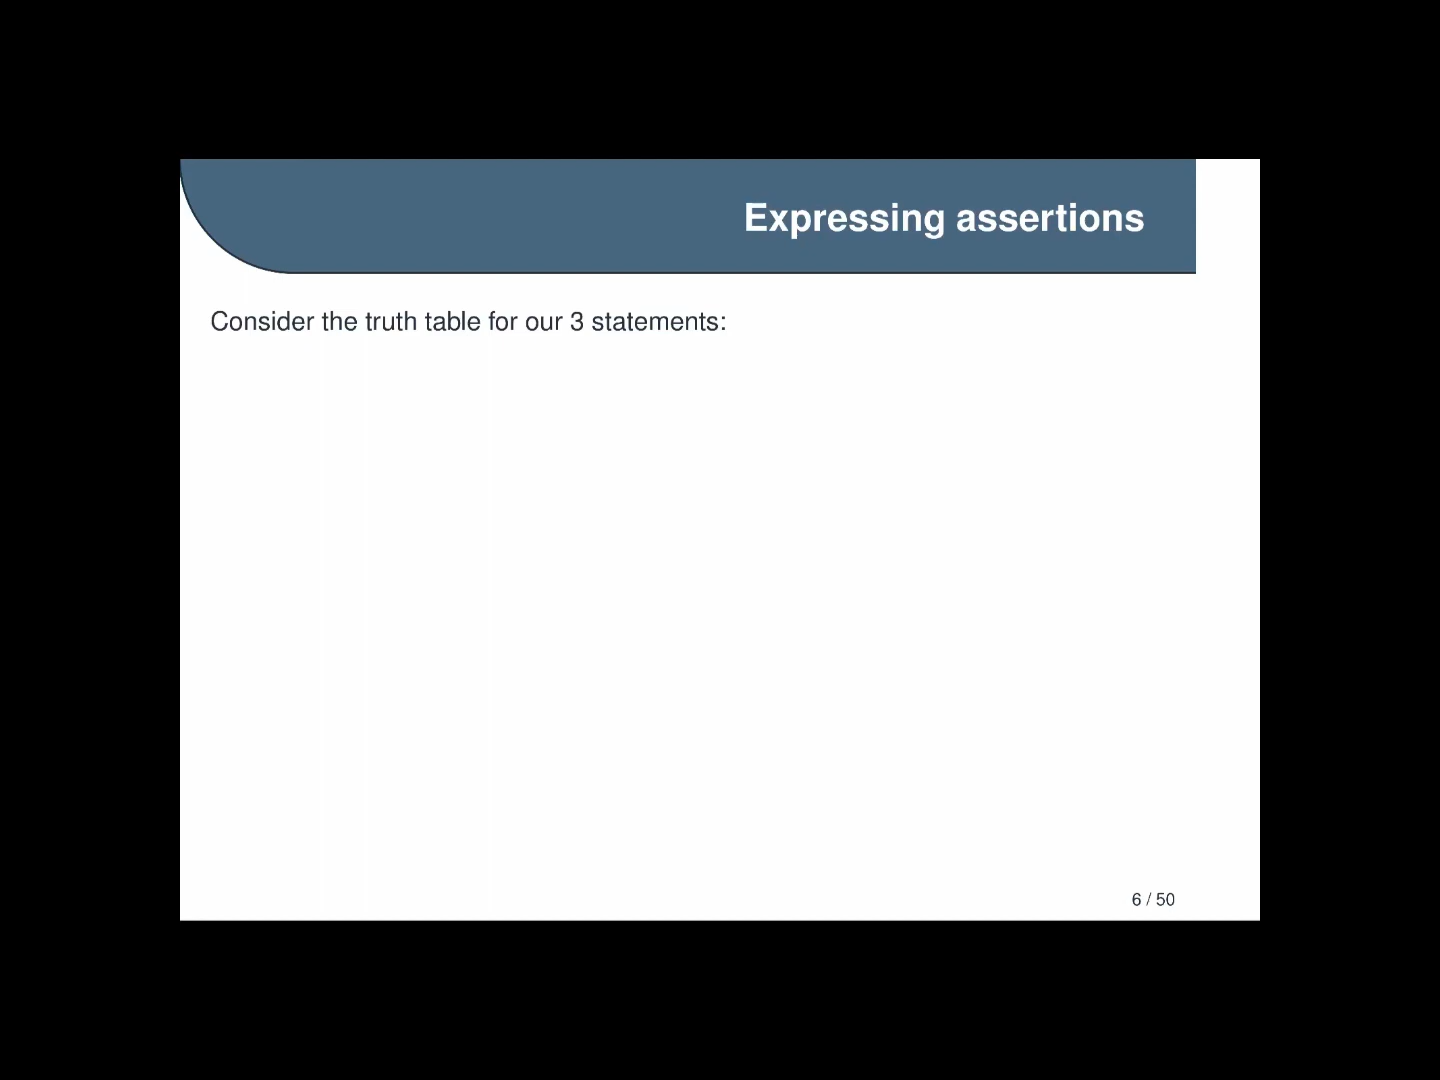 Expressing assertions
Consider the truth table for our 3 statements:
6 / 50